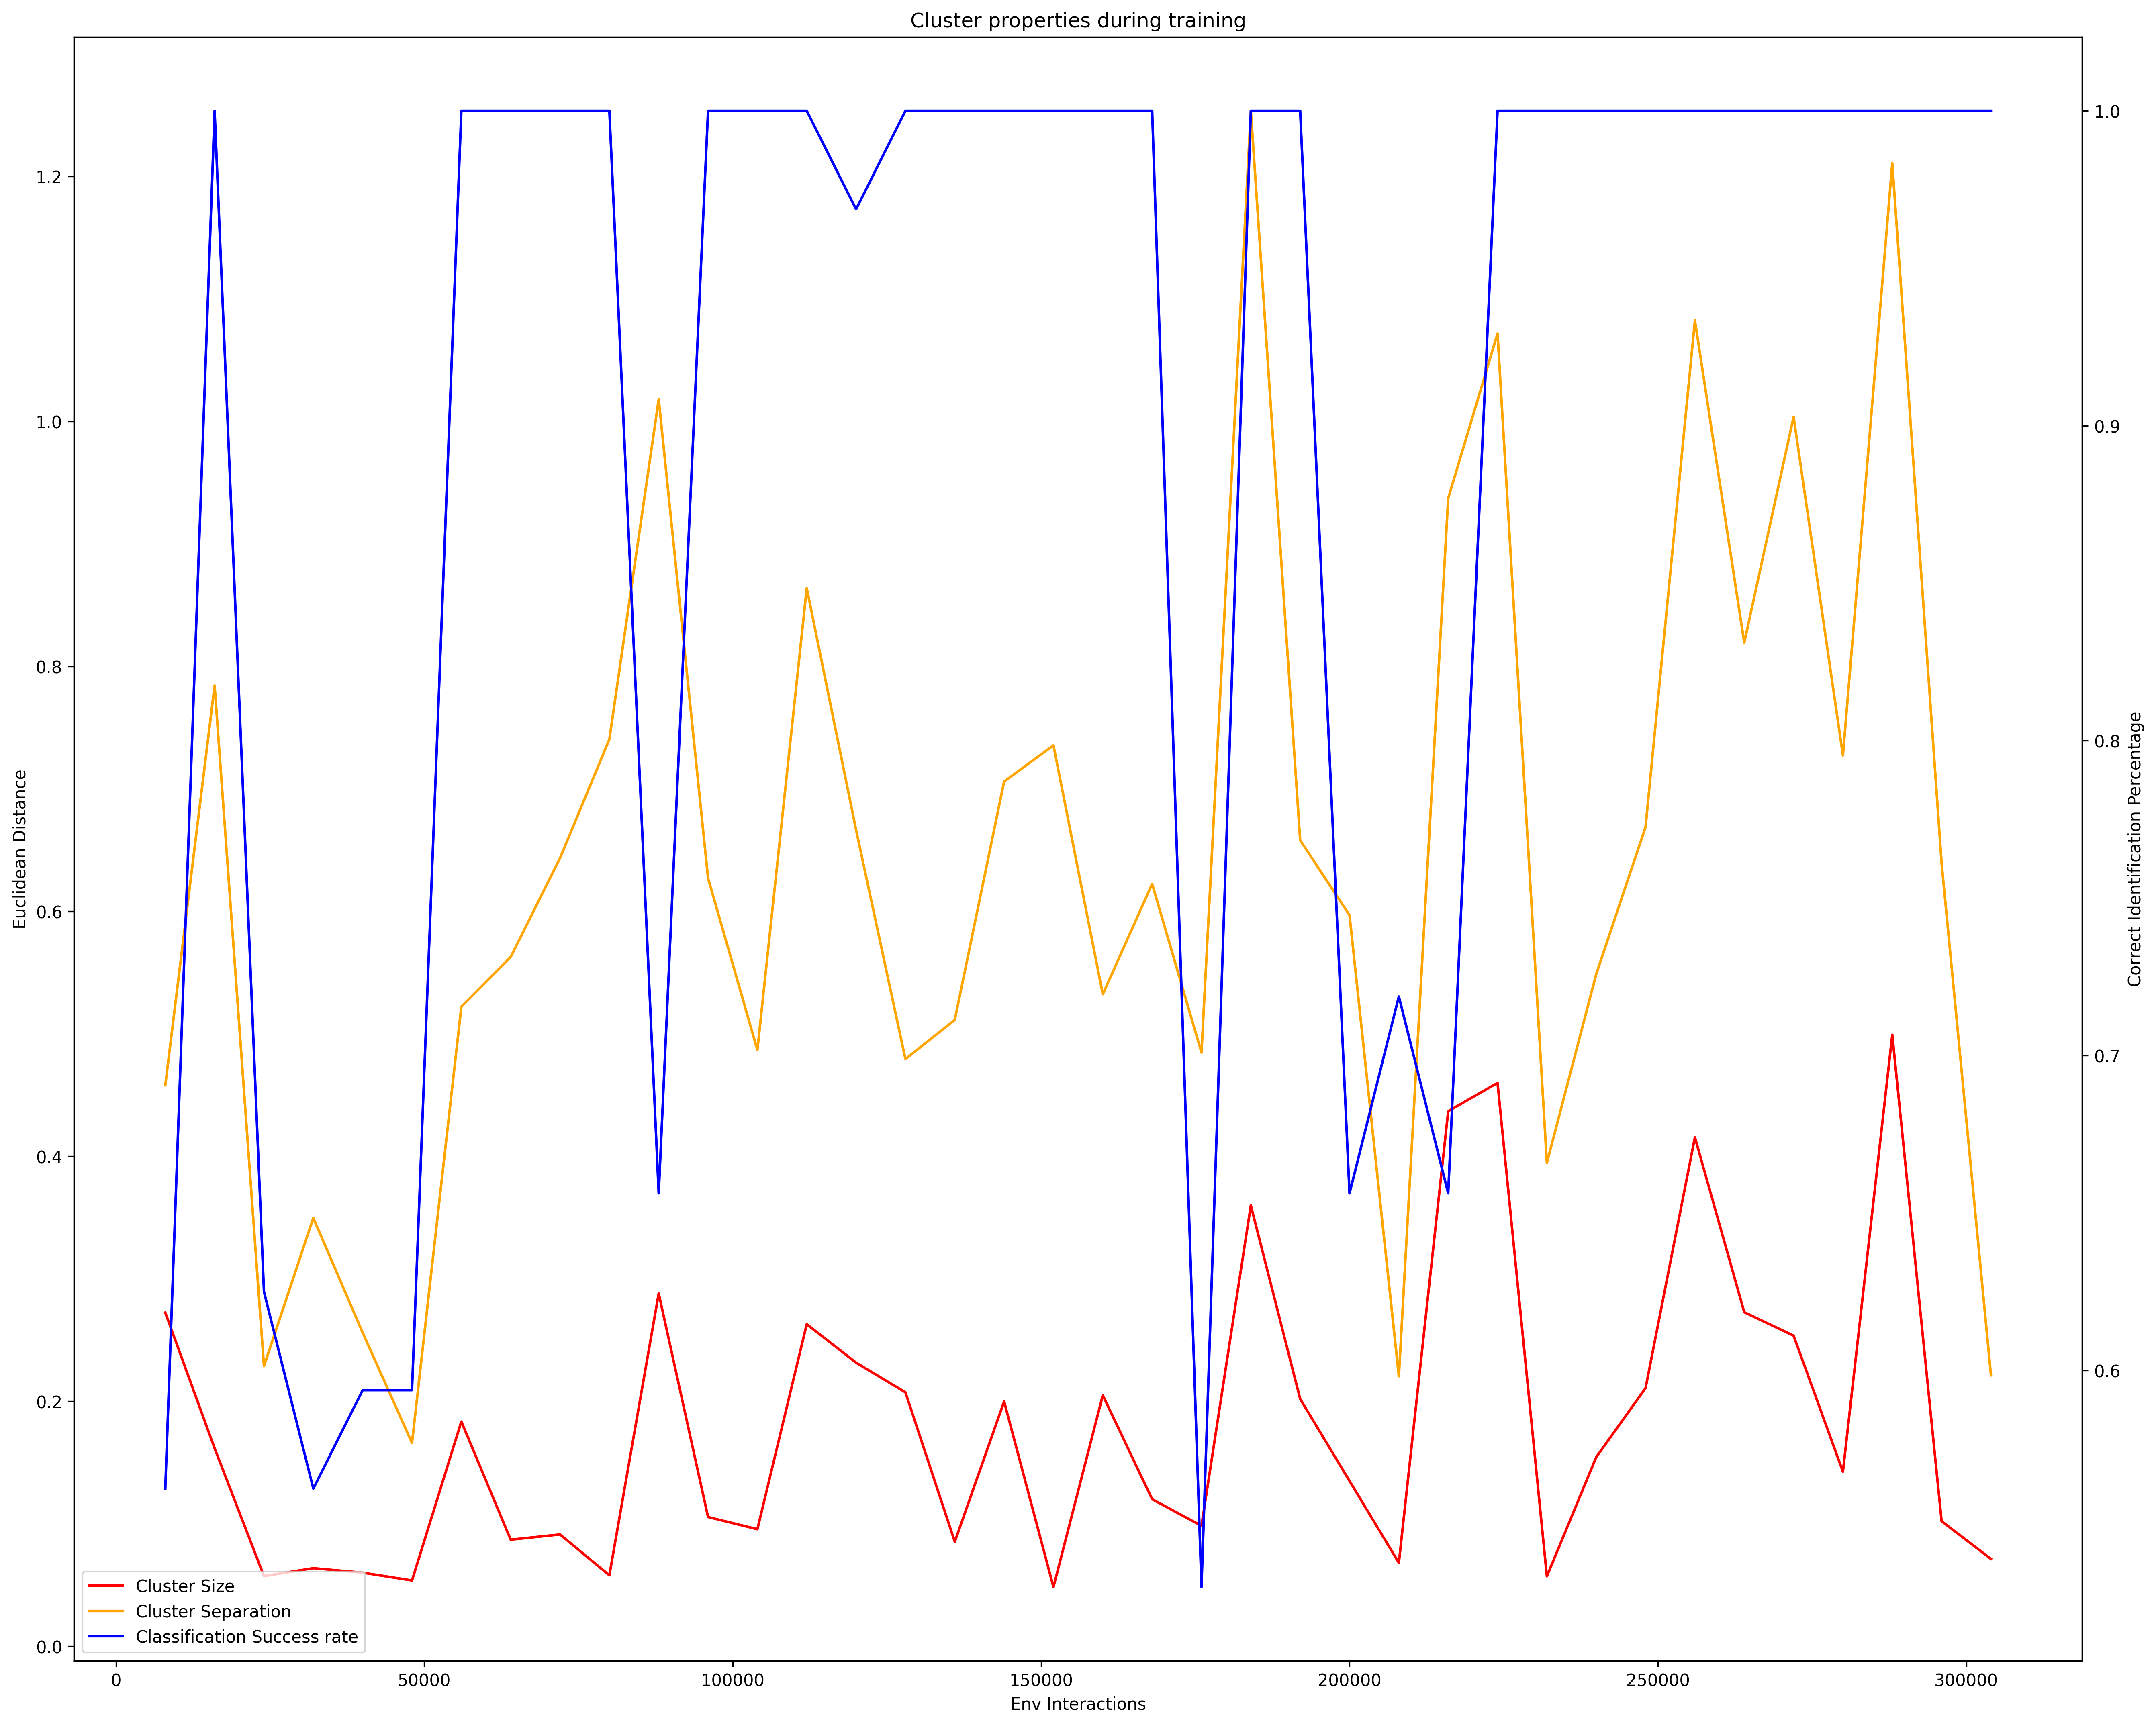 Cluster properties during training
1.2
1.0
0.8
0.6
0.4
0.2
0.0
Euclidean Distance
1.0
0.9
0.8
0.7
0.6
Correct Identification Percentage
Cluster Size
Cluster Separation
Classification Success rate
0 50000 100000 150000 200000 250000 300000
Env Interactions